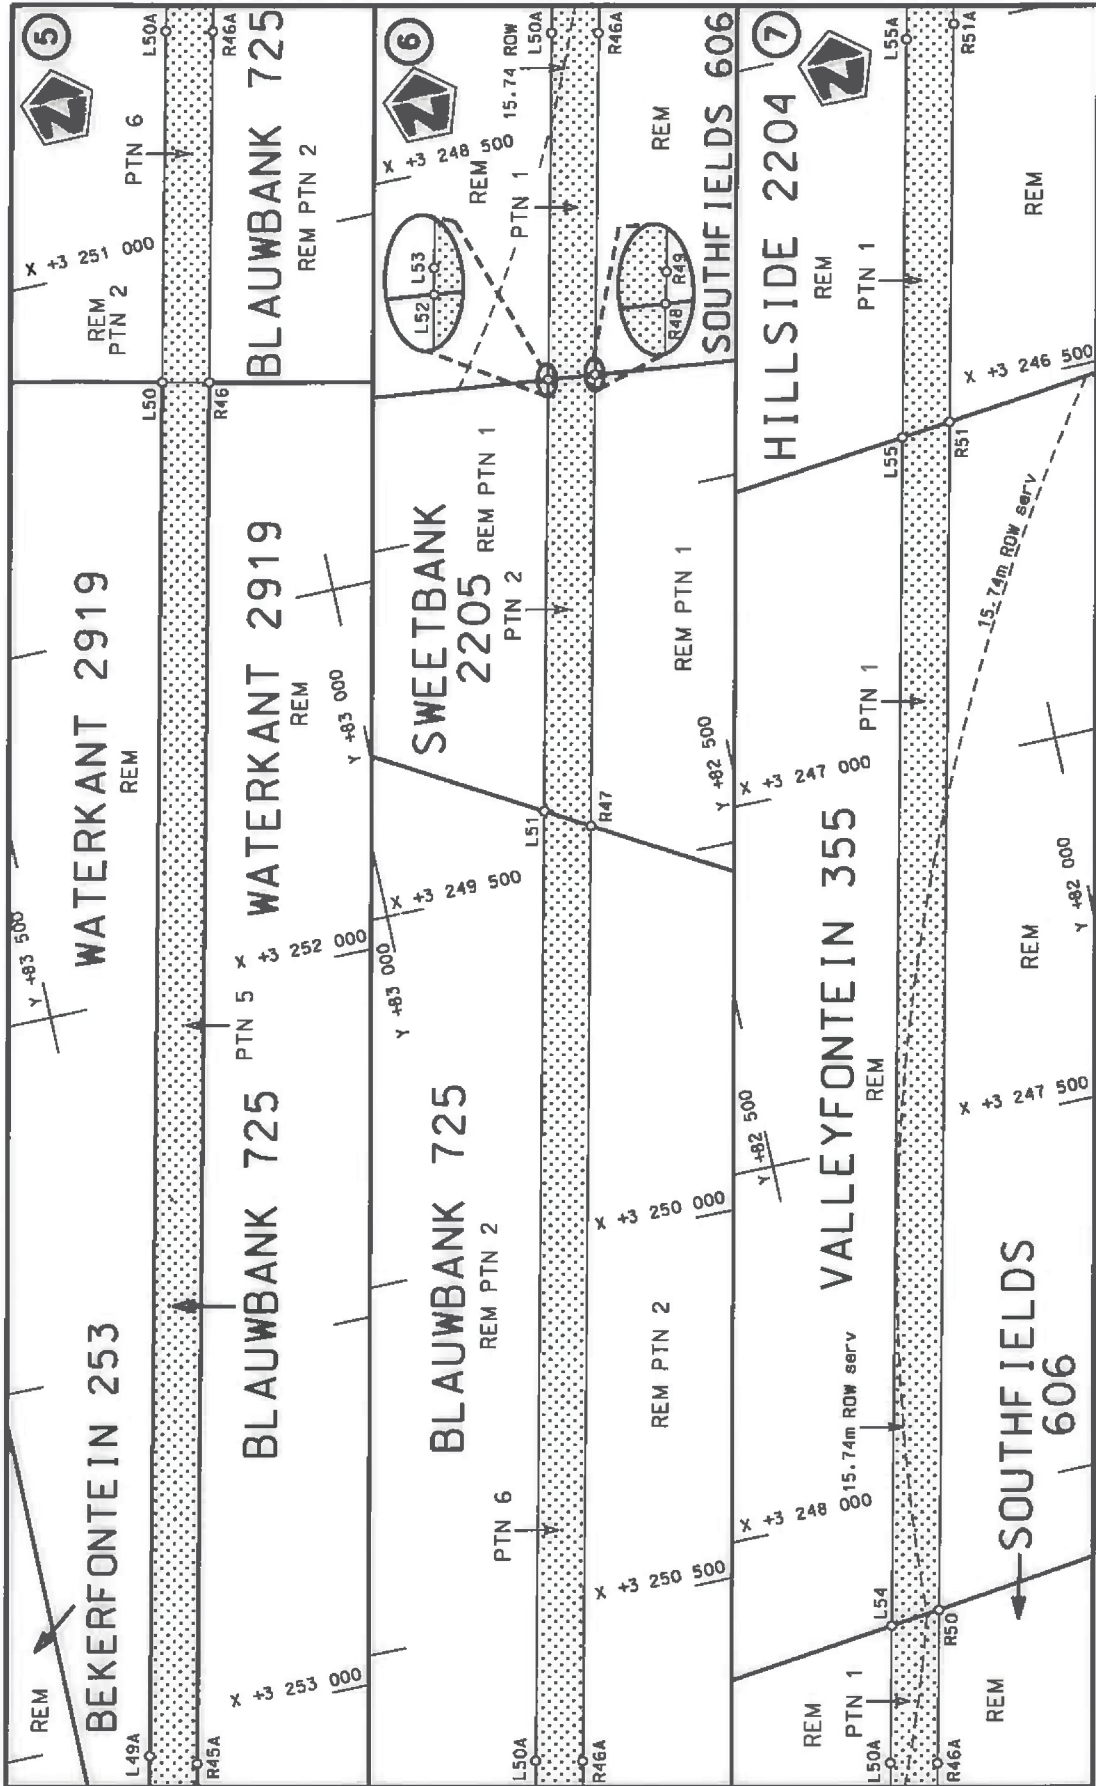 5
L50A
R46A
PTN 6
BLAUWBANK 725
REM PTN 2
X +3 251 000
REM
PTN 2
L50
R46
WATERKANT 2919
REM
WATERKANT 2919
REM
Y +83 000
Y +83 500
X +3 252 000
PTN 5
BLAUWBANK 725
BEKERFONTEIN 253
REM
X +3 253 000
L49A
R45A
6
L50A
R46A
15.74 ROW
X +3 248 500
REM
PTN 1
REM
SOUTHFIELDS 606
L52
L53
R48
R49
SWEETBANK
2205
REM PTN 1
PTN 2
REM PTN 1
L51
R47
Y +82 500
X +3 249 500
Y +83 000
BLAUWBANK 725
REM PTN 2
X +3 250 000
REM PTN 2
PTN 6
X +3 250 500
L50A
R46A
7
L55A
R51A
HILLSIDE 2204
REM
PTN 1
REM
X +3 246 500
L55
R51
15.74m ROW serv
PTN 1
X +3 247 000
VALLEYFONTEIN 355
REM
REM
Y +82 000
X +3 247 500
Y +82 500
15.74m ROW serv
SOUTHFIELDS
606
X +3 248 000
L54
R50
REM
PTN 1
REM
L50A
R46A